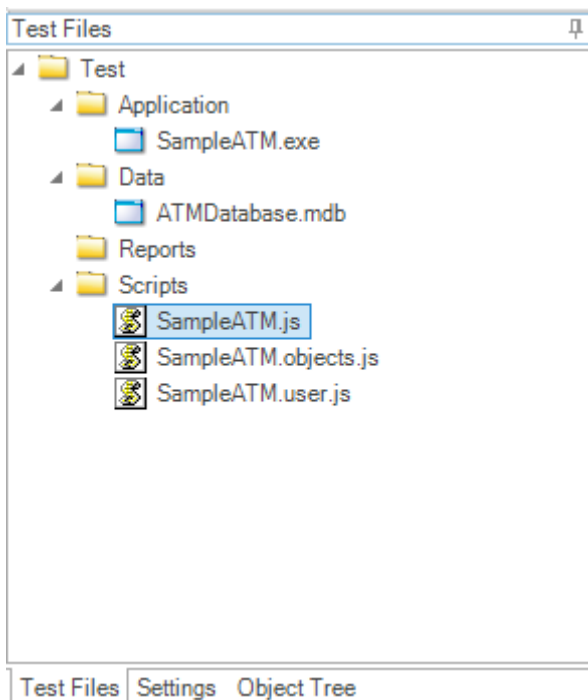 Test Files
Test
Application
SampleATM.exe
Data
ATMDatabase.mdb
Reports
Scripts
SampleATM.js
SampleATM.objects.js
SampleATM.user.js
Test Files Settings Object Tree